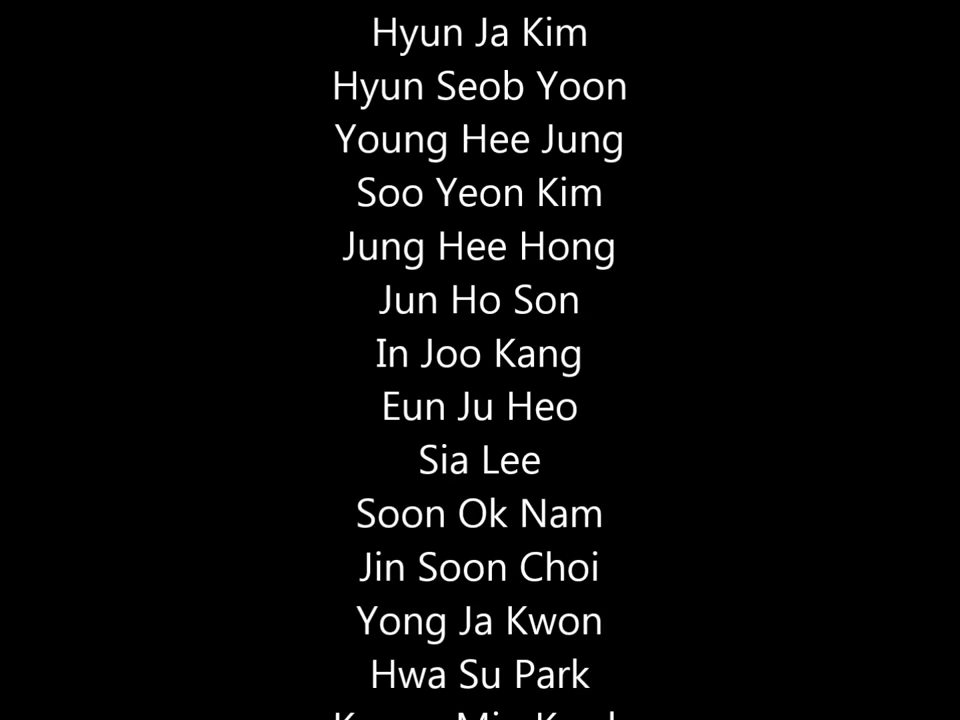 Hyun Ja Kim
Hyun Seob Yoon
Young Hee Jung
Soo Yeon Kim
Jung Hee Hong
Jun Ho Son
In Joo Kang
Eun Ju Heo
Sia Lee
Soon Ok Nam
Jin Soon Choi
Yong Ja Kwon
Hwa Su Park